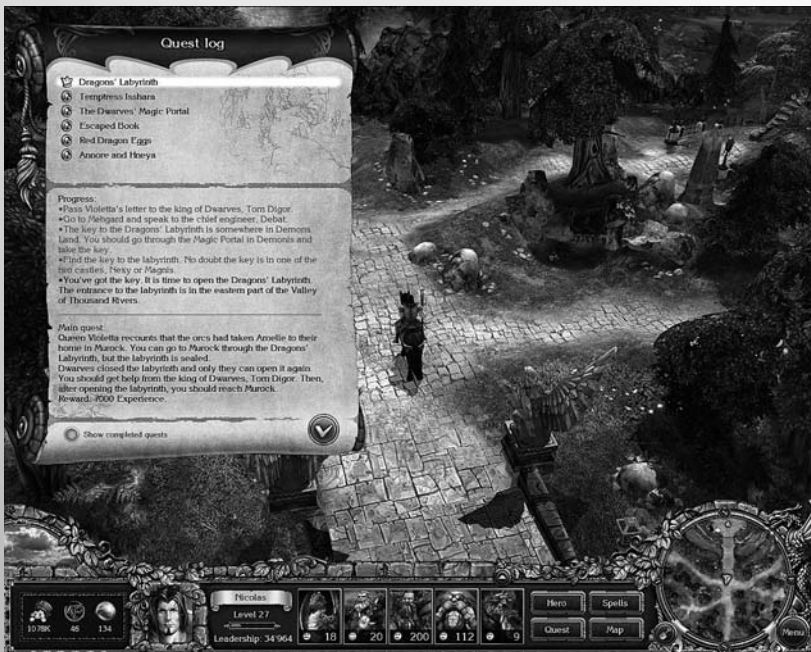 Quest log
Dragons' Labyrinth
Temptress Isshara
The Dwarves' Magic Portal
Escaped Book
Red Dragon Eggs
Annore and Hneya
Progress:
•Pass Violetta's letter to the king of Dwarves, Torn Digor.
•Go to Mehgard and speak to the chief engineer, Debat.
•The key to the Dragons' Labyrinth is somewhere in Demons
Land. You should go through the Magic Portal in Demonis and
take the key.
•Find the key to the labyrinth. No doubt the key is in one of the
two castles, Nexy or Magnis.
•You've got the key. It is time to open the Dragons' Labyrinth.
The entrance to the labyrinth is in the eastern part of the Valley
of Thousand Rivers.
Main quest:
Queen Violetta recounts that the orcs had taken Amelie to their
home in Murock. You can go to Murock through the Dragons'
Labyrinth, but the labyrinth is sealed.
Dwarves closed the labyrinth and only they can open it again.
You should get help from the king of Dwarves, Torn Digor. Then,
after opening the labyrinth, you should reach Murock.
Reward: 7000 Experience.
Show completed quests
1078K 46 134
Nicolas
Level 27
Leadership: 34'964
18 20 200 112 9
Hero Spells
Quest Map
Menu